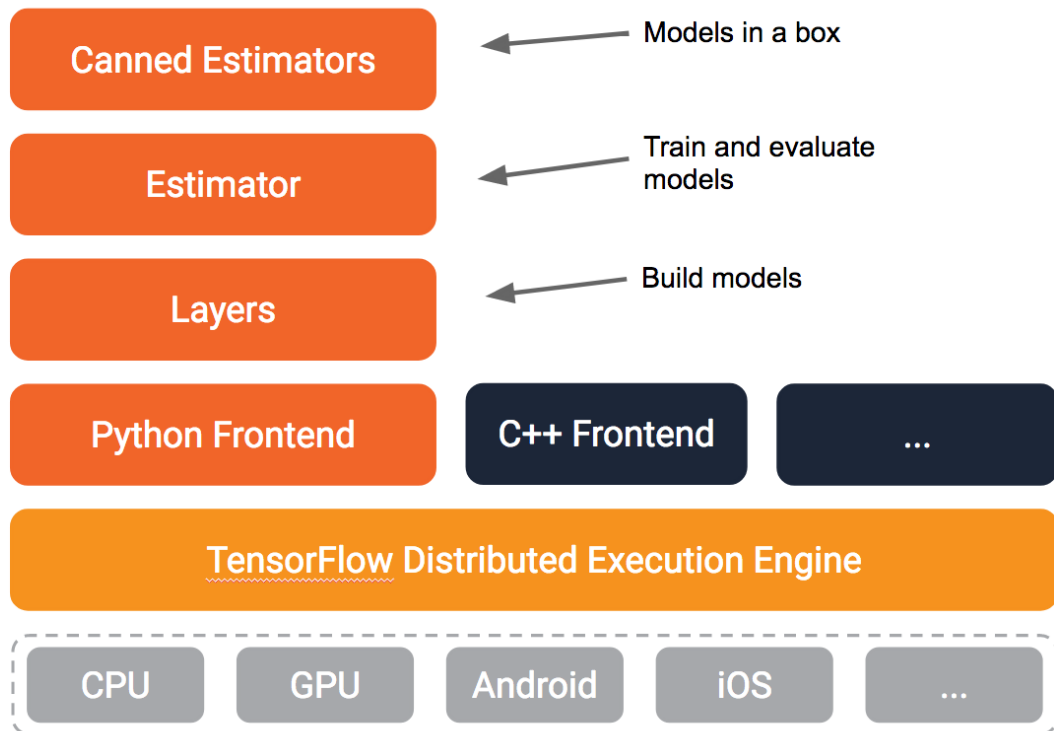 Canned Estimators
Models in a box
Estimator
Train and evaluate
models
Layers
Build models
Python Frontend
C++ Frontend
...
TensorFlow Distributed Execution Engine
CPU
GPU
Android
iOS
...